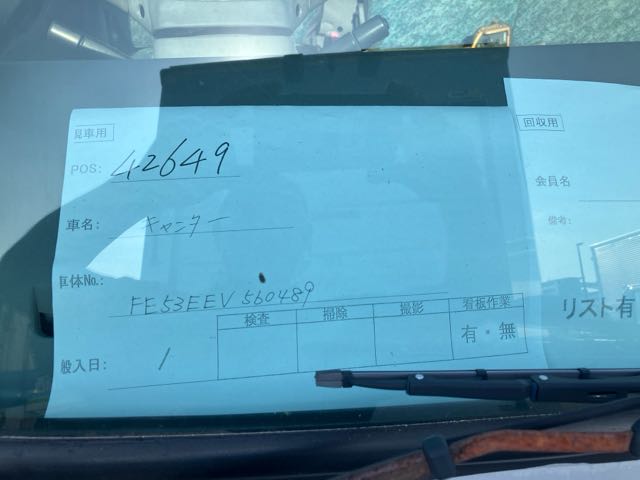 現車用
POS: 42649
車名: キャンター
車体No.: FE53EEV 560489
検査 掃除 撮影 看板作業
有・無
搬入日: /
回収用
会員名
備考:
リスト有